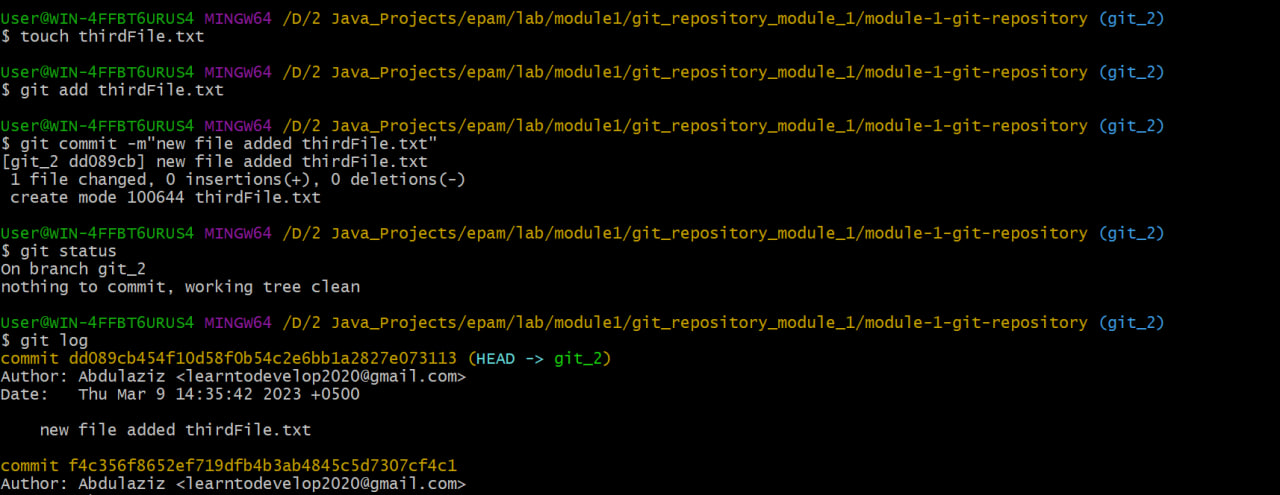 User@WIN-4FFBT6URUS4 MINGW64 /D/2 Java_Projects/epam/lab/module1/git_repository_module_1/module-1-git-repository (git_2)
$ touch thirdFile.txt
User@WIN-4FFBT6URUS4 MINGW64 /D/2 Java_Projects/epam/lab/module1/git_repository_module_1/module-1-git-repository (git_2)
$ git add thirdFile.txt
User@WIN-4FFBT6URUS4 MINGW64 /D/2 Java_Projects/epam/lab/module1/git_repository_module_1/module-1-git-repository (git_2)
$ git commit -m"new file added thirdFile.txt"
[git_2 dd089cb] new file added thirdFile.txt
 1 file changed, 0 insertions(+), 0 deletions(-)
 create mode 100644 thirdFile.txt
User@WIN-4FFBT6URUS4 MINGW64 /D/2 Java_Projects/epam/lab/module1/git_repository_module_1/module-1-git-repository (git_2)
$ git status
On branch git_2
nothing to commit, working tree clean
User@WIN-4FFBT6URUS4 MINGW64 /D/2 Java_Projects/epam/lab/module1/git_repository_module_1/module-1-git-repository (git_2)
$ git log
commit dd089cb454f10d58f0b54c2e6bb1a2827e073113 (HEAD -> git_2)
Author: Abdulaziz <learntodevelop2020@gmail.com>
Date:   Thu Mar 9 14:35:42 2023 +0500
    new file added thirdFile.txt
commit f4c356f8652ef719dfb4b3ab4845c5d7307cf4c1
Author: Abdulaziz <learntodevelop2020@gmail.com>